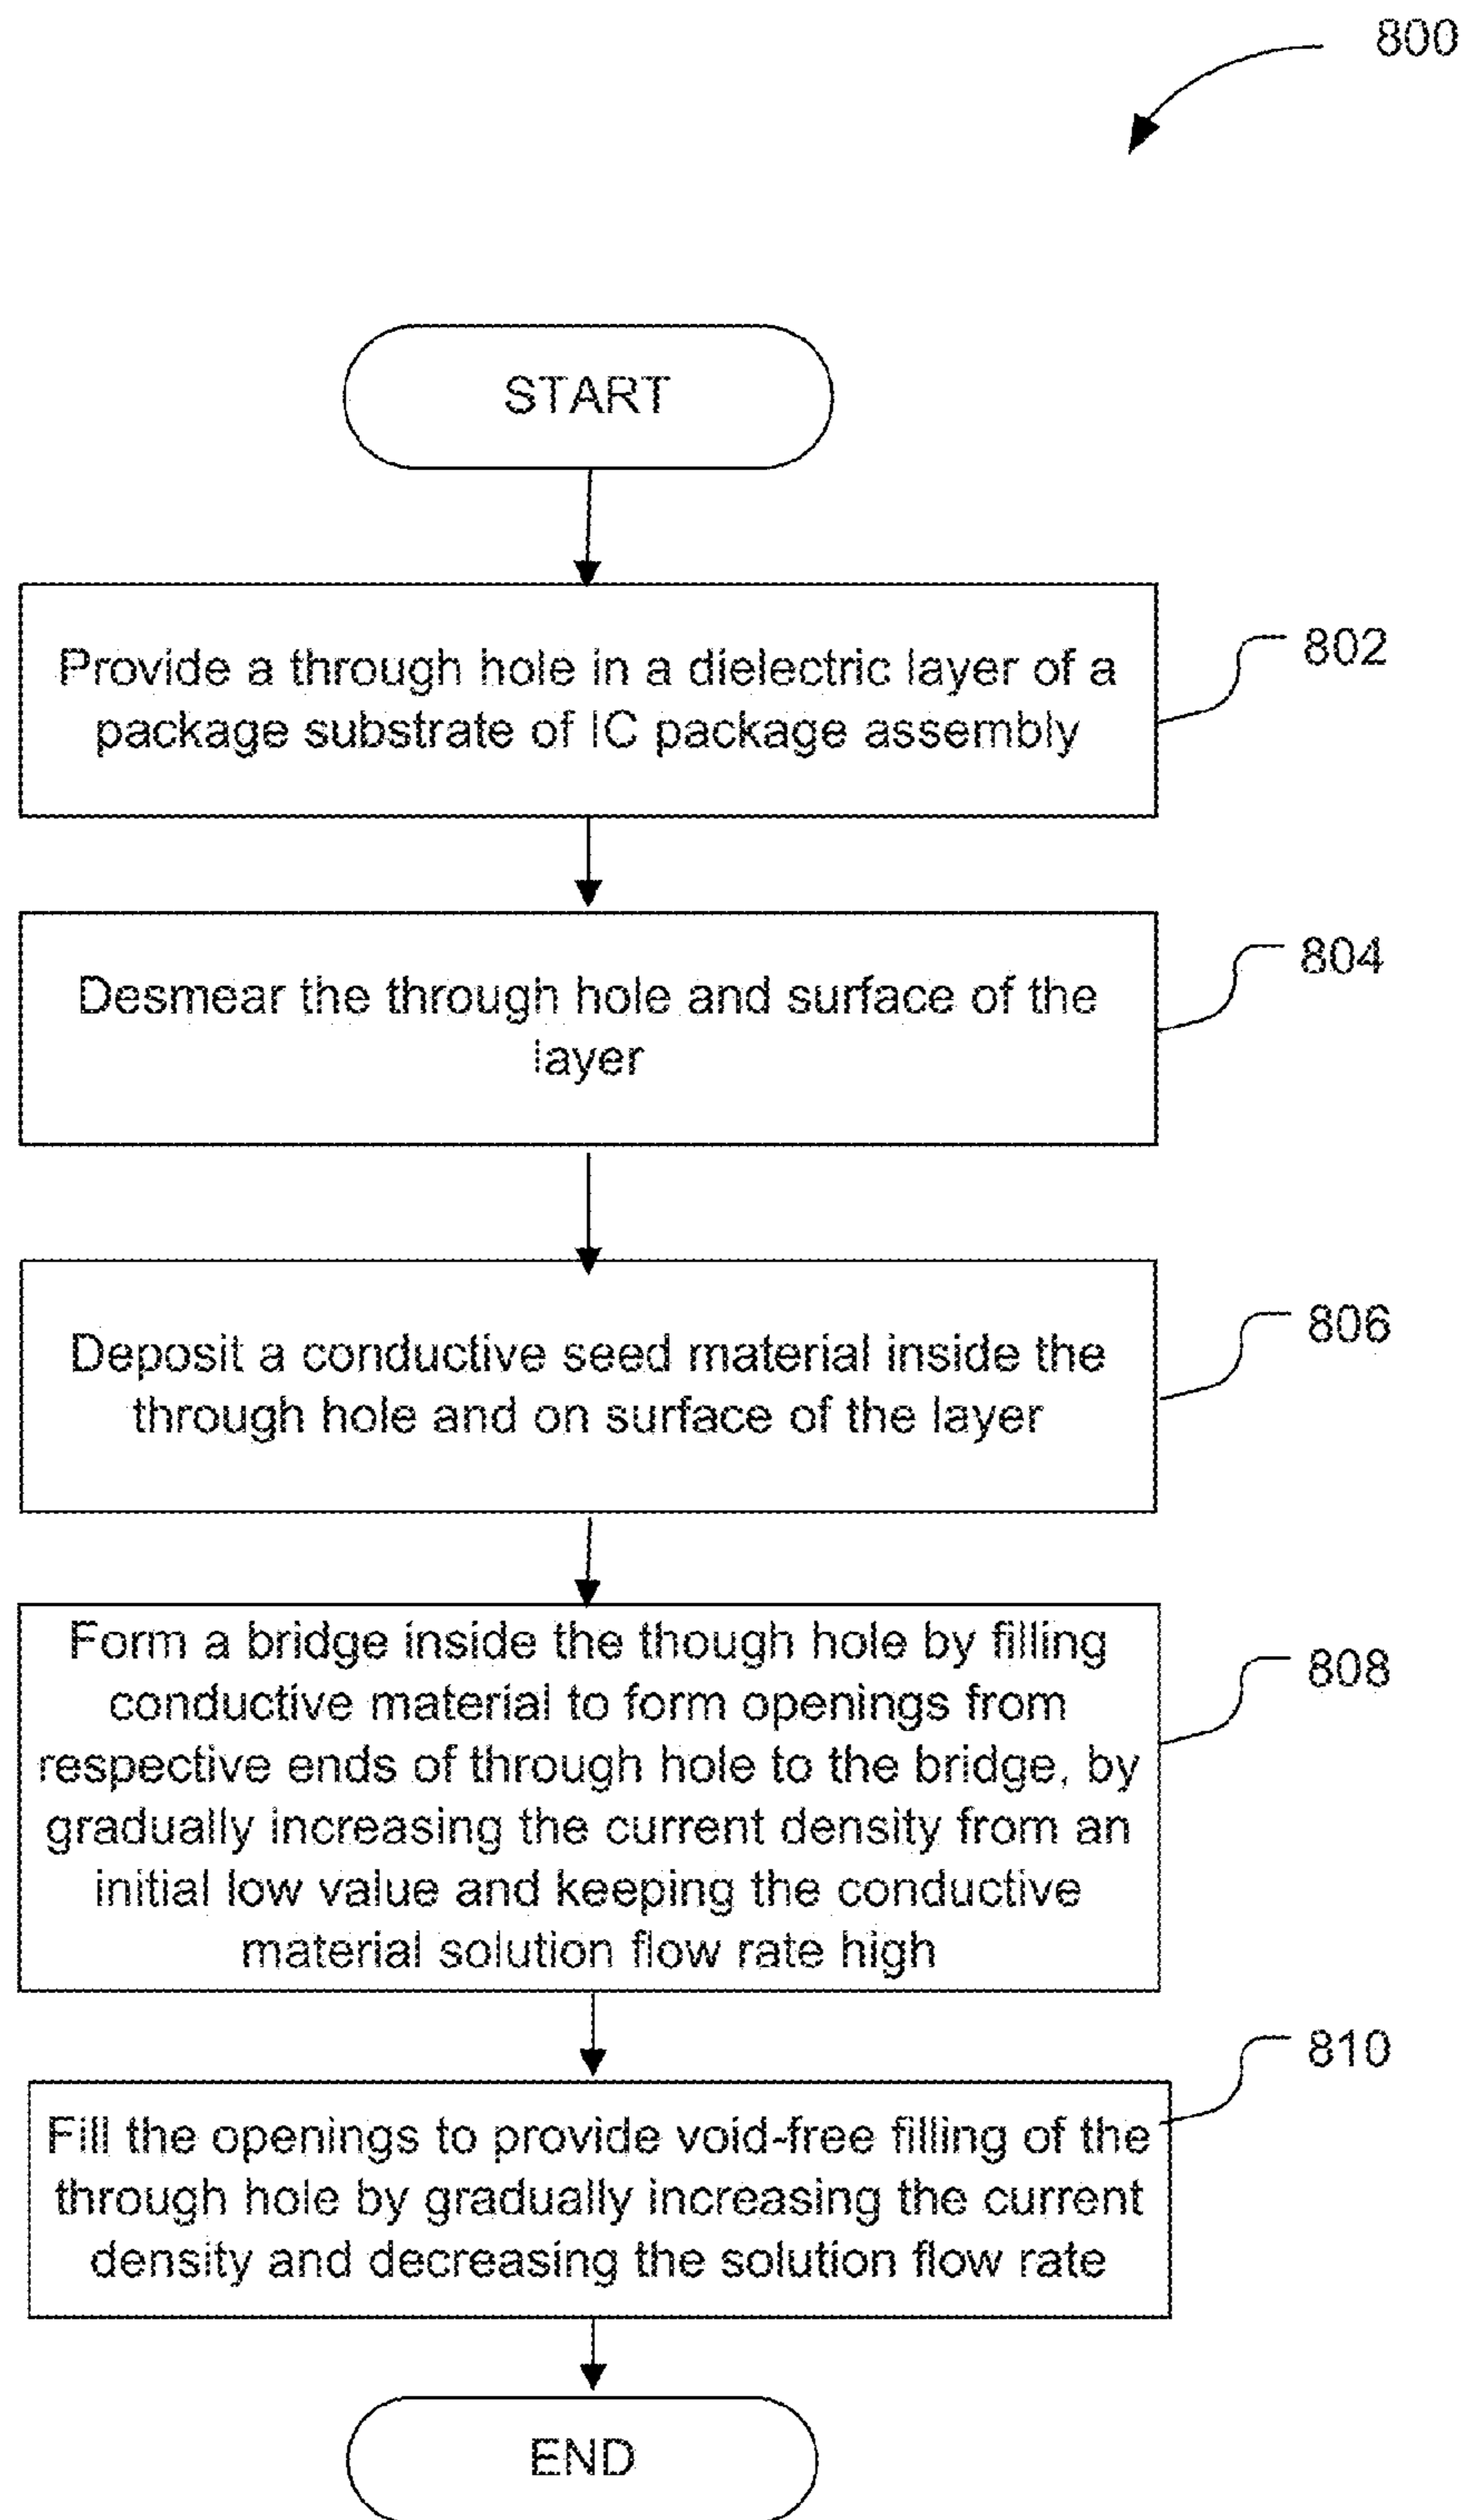 800
START
Provide a through hole in a dielectric layer of a
package substrate of IC package assembly
802
Desmear the through hole and surface of the
layer
804
Deposit a conductive seed material inside the
through hole and on surface of the layer
806
Form a bridge inside the though hole by filling
conductive material to form openings from
respective ends of through hole to the bridge, by
gradually increasing the current density from an
initial low value and keeping the conductive
material solution flow rate high
808
Fill the openings to provide void-free filling of the
through hole by gradually increasing the current
density and decreasing the solution flow rate
810
END